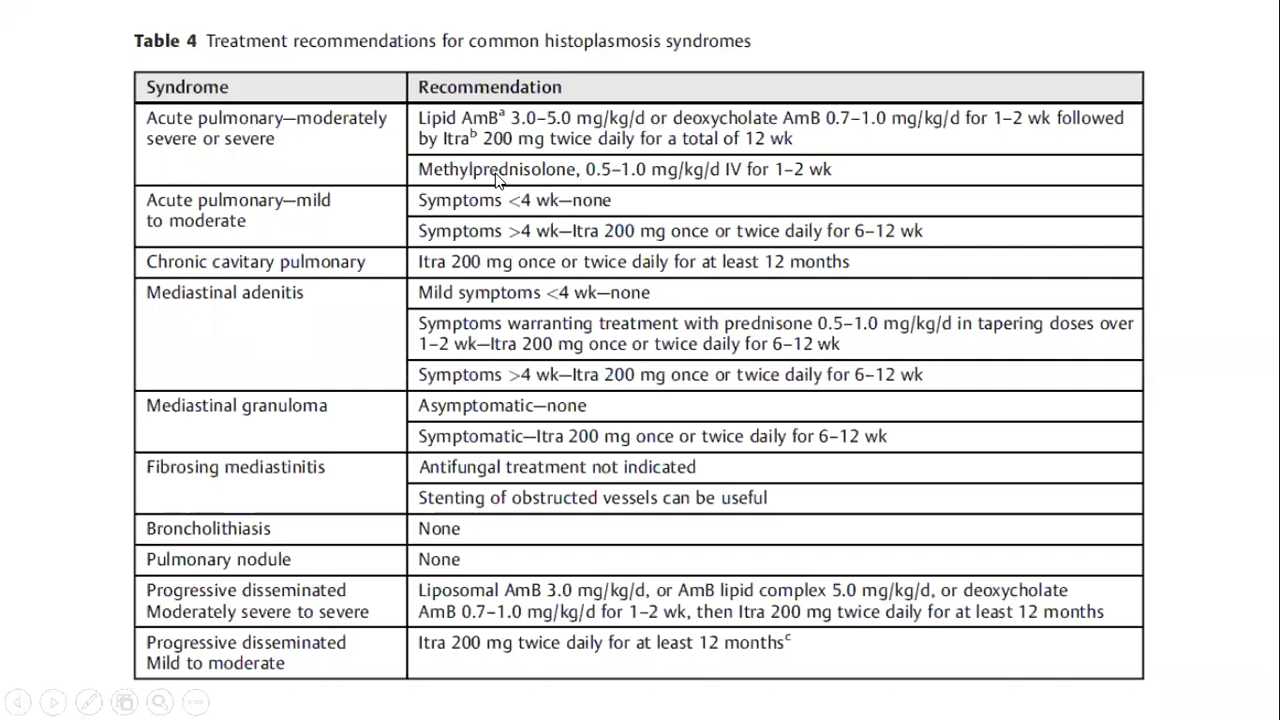 Table 4 Treatment recommendations for common histoplasmosis syndromes
Syndrome
Recommendation
Acute pulmonary—moderately
severe or severe
Lipid AmBa 3.0–5.0 mg/kg/d or deoxycholate AmB 0.7–1.0 mg/kg/d for 1–2 wk followed
by Itrab 200 mg twice daily for a total of 12 wk
Methylprednisolone, 0.5–1.0 mg/kg/d IV for 1–2 wk
Acute pulmonary—mild
to moderate
Symptoms <4 wk—none
Symptoms >4 wk—Itra 200 mg once or twice daily for 6–12 wk
Chronic cavitary pulmonary
Itra 200 mg once or twice daily for at least 12 months
Mediastinal adenitis
Mild symptoms <4 wk—none
Symptoms warranting treatment with prednisone 0.5–1.0 mg/kg/d in tapering doses over
1–2 wk—Itra 200 mg once or twice daily for 6–12 wk
Symptoms >4 wk—Itra 200 mg once or twice daily for 6–12 wk
Mediastinal granuloma
Asymptomatic—none
Symptomatic—Itra 200 mg once or twice daily for 6–12 wk
Fibrosing mediastinitis
Antifungal treatment not indicated
Stenting of obstructed vessels can be useful
Broncholithiasis
None
Pulmonary nodule
None
Progressive disseminated
Moderately severe to severe
Liposomal AmB 3.0 mg/kg/d, or AmB lipid complex 5.0 mg/kg/d, or deoxycholate
AmB 0.7–1.0 mg/kg/d for 1–2 wk, then Itra 200 mg twice daily for at least 12 months
Progressive disseminated
Mild to moderate
Itra 200 mg twice daily for at least 12 monthsc